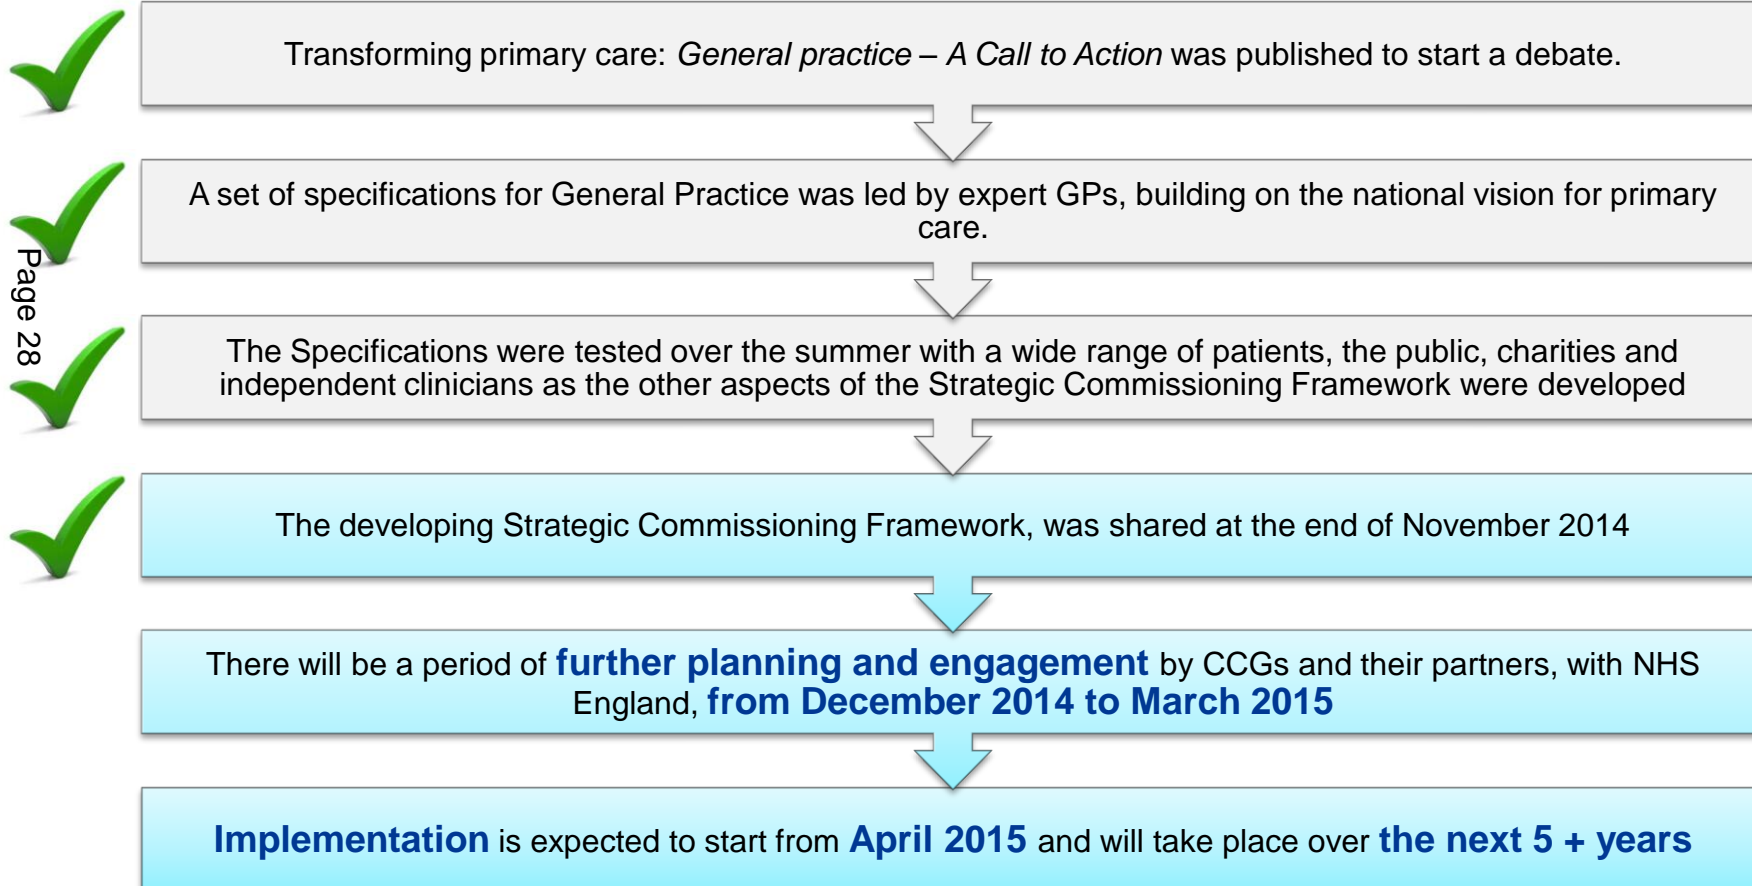 Transforming primary care: General practice – A Call to Action was published to start a debate.
A set of specifications for General Practice was led by expert GPs, building on the national vision for primary
care.
Page 28
The Specifications were tested over the summer with a wide range of patients, the public, charities and
independent clinicians as the other aspects of the Strategic Commissioning Framework were developed
The developing Strategic Commissioning Framework, was shared at the end of November 2014
There will be a period of further planning and engagement by CCGs and their partners, with NHS
England, from December 2014 to March 2015
Implementation is expected to start from April 2015 and will take place over the next 5 + years